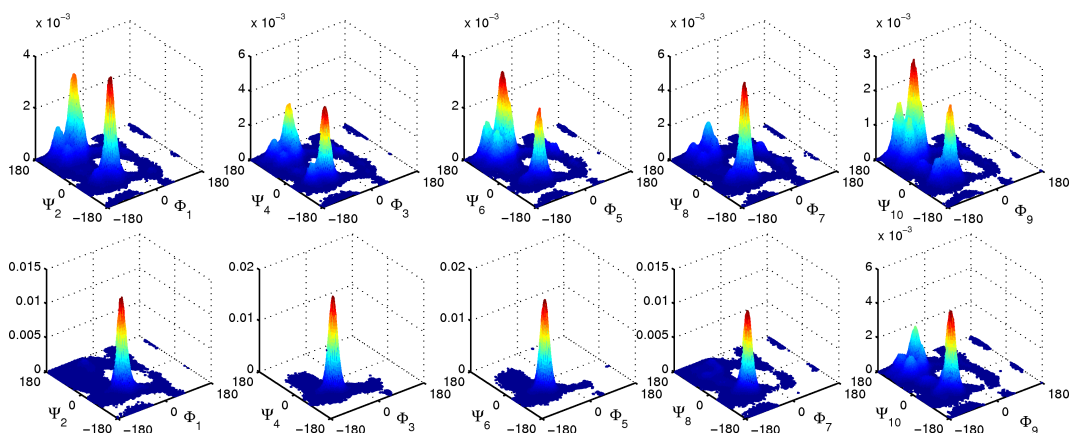 x 10⁻³ x 10⁻³ x 10⁻³ x 10⁻³ x 10⁻³
4 6 4 6 3
2 4 2 4 2
2 2 1
0 0 0 0 0
180 180 180 180 180 180 180 180 180 180
0 0 0 0 0 0 0 0 0 0
Ψ₂ −180 −180 Φ₁ Ψ₄ −180 −180 Φ₃ Ψ₆ −180 −180 Φ₅ Ψ₈ −180 −180 Φ₇ Ψ₁₀ −180 −180 Φ₉
x 10⁻³
0.015 0.02 0.02 0.015 6
0.01 0.01 0.01 0.01 4
0.005 0.005 2
0 0 0 0 0
180 180 180 180 180 180 180 180 180 180
0 0 0 0 0 0 0 0 0 0
Ψ₂ −180 −180 Φ₁ Ψ₄ −180 −180 Φ₃ Ψ₆ −180 −180 Φ₅ Ψ₈ −180 −180 Φ₇ Ψ₁₀ −180 −180 Φ₉